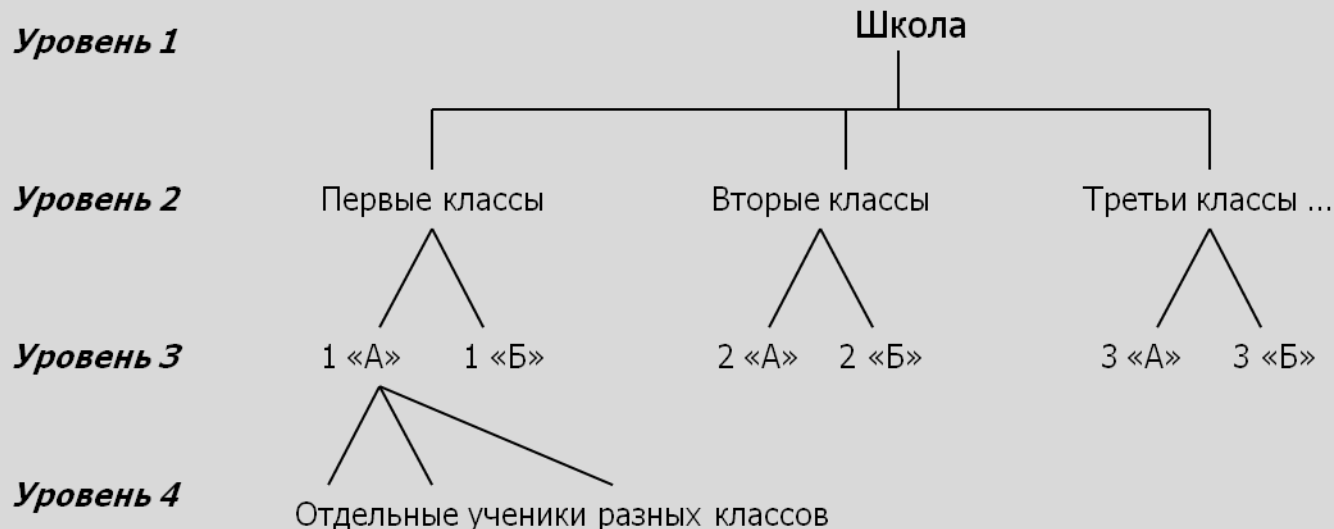 Уровень 1 Школа
Уровень 2 Первые классы Вторые классы Третьи классы ...
Уровень 3 1 «А» 1 «Б» 2 «А» 2 «Б» 3 «А» 3 «Б»
Уровень 4 Отдельные ученики разных классов